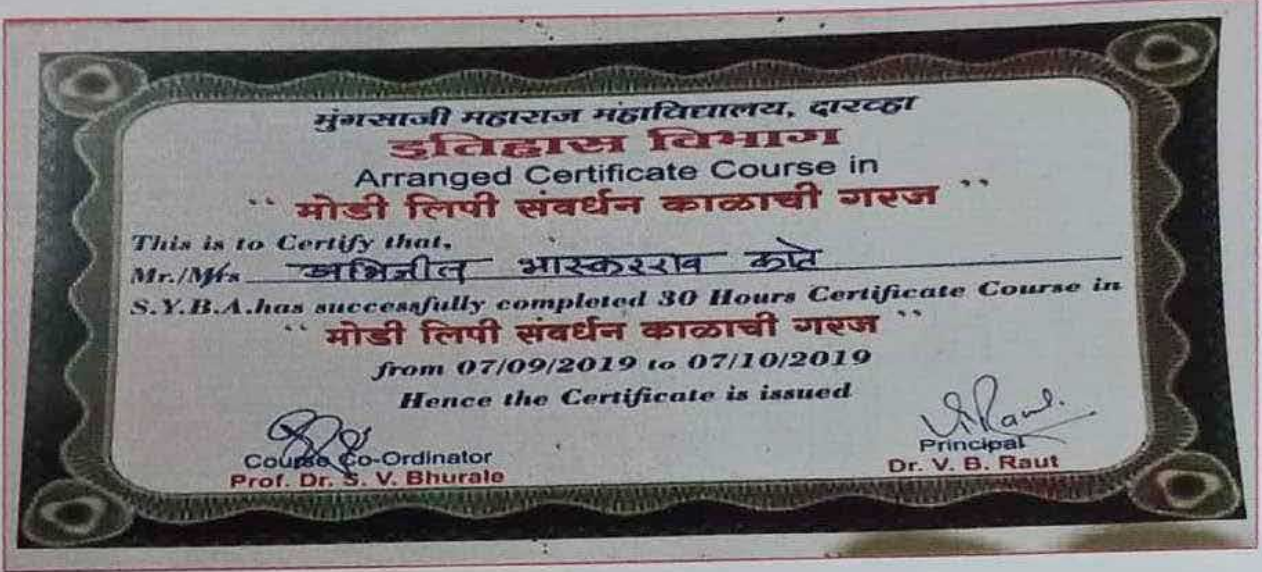 मुंगसाजी महाराज महाविद्यालय, दारव्हा
इतिहास विभाग
Arranged Certificate Course in
`` मोडी लिपी संवर्धन काळाची गरज ``
This is to Certify that,
Mr./Mrs अभिजीत भास्करराव कोते
S.Y.B.A.has successfully completed 30 Hours Certificate Course in
`` मोडी लिपी संवर्धन काळाची गरज ``
from 07/09/2019 to 07/10/2019
Hence the Certificate is issued
Course Co-Ordinator
Prof. Dr. S. V. Bhurale
V. Raut.
Principal
Dr. V. B. Raut